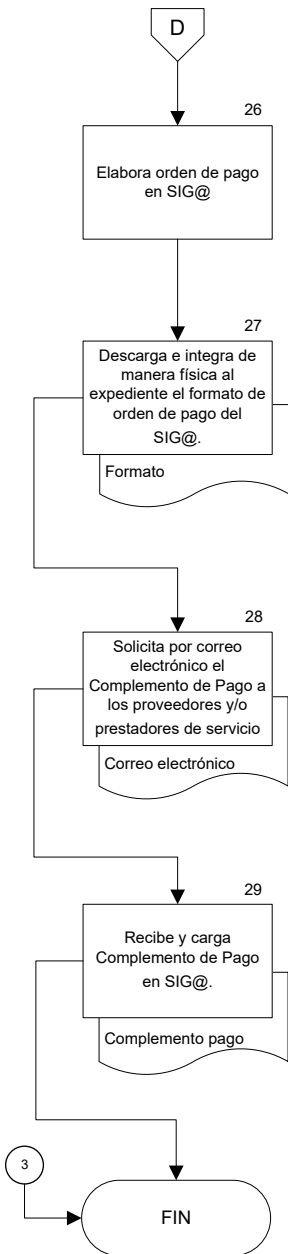 D
26
Elabora orden de pago
en SIG@
27
Descarga e integra de
manera física al
expediente el formato de
orden de pago del
SIG@.
Formato
28
Solicita por correo
electrónico el
Complemento de Pago a
los proveedores y/o
prestadores de servicio
Correo electrónico
29
Recibe y carga
Complemento de Pago
en SIG@.
Complemento pago
3
FIN